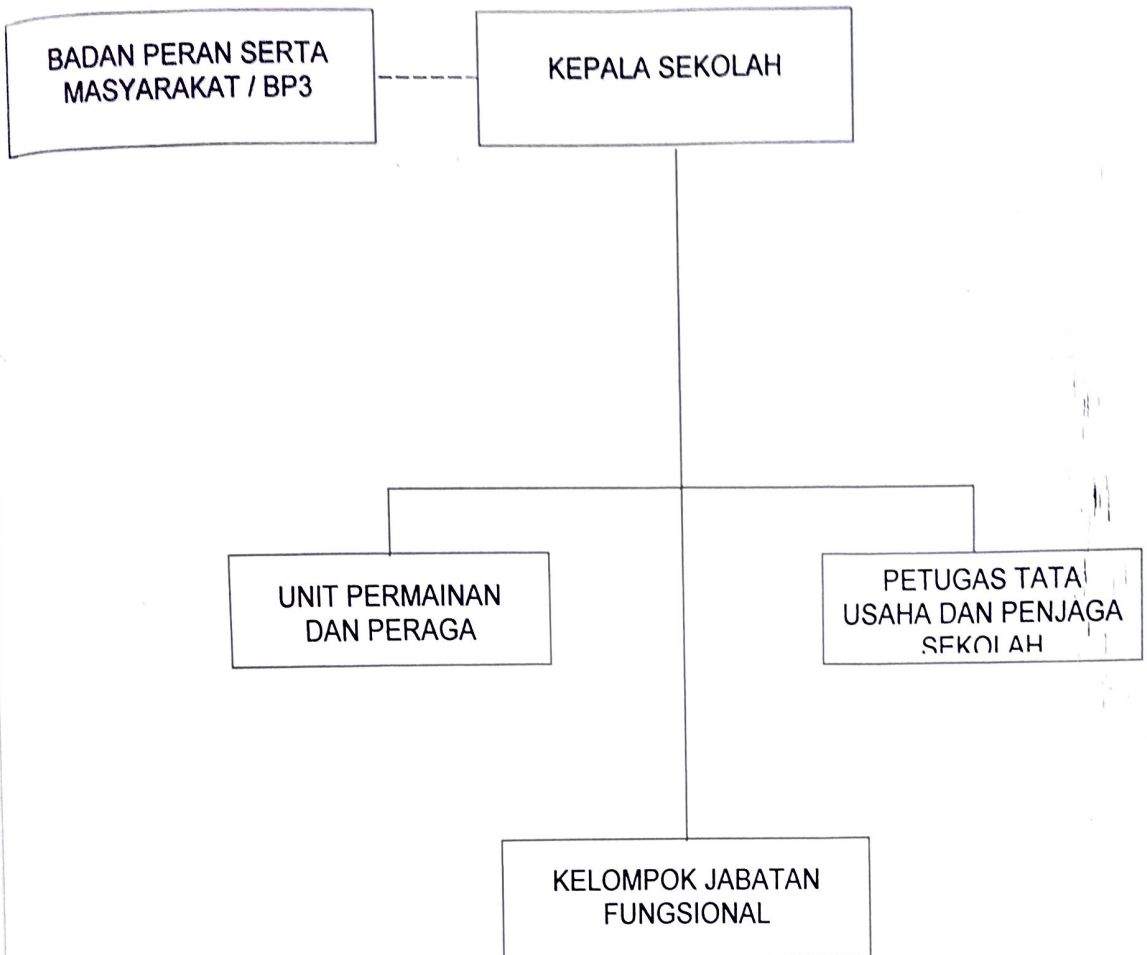 BADAN PERAN SERTA
MASYARAKAT / BP3
KEPALA SEKOLAH
UNIT PERMAINAN
DAN PERAGA
PETUGAS TATA
USAHA DAN PENJAGA
SEKOLAH
KELOMPOK JABATAN
FUNGSIONAL